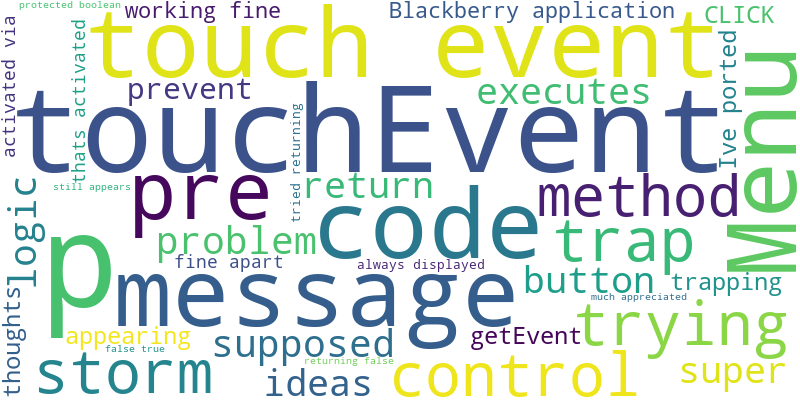 protected boolean
working fine
Blackberry application
CLICK
touch event
activated via
thats activated
prevent
executes
Ive ported
Menu
touchEvent
tried returning
still appears
pre
return
method
code
logic
p
problem
trap
fine apart
always displayed
message
button
trapping
much appreciated
thoughts
appearing
supposed
getEvent
trying
false true
returning false
storm
ideas
control
super